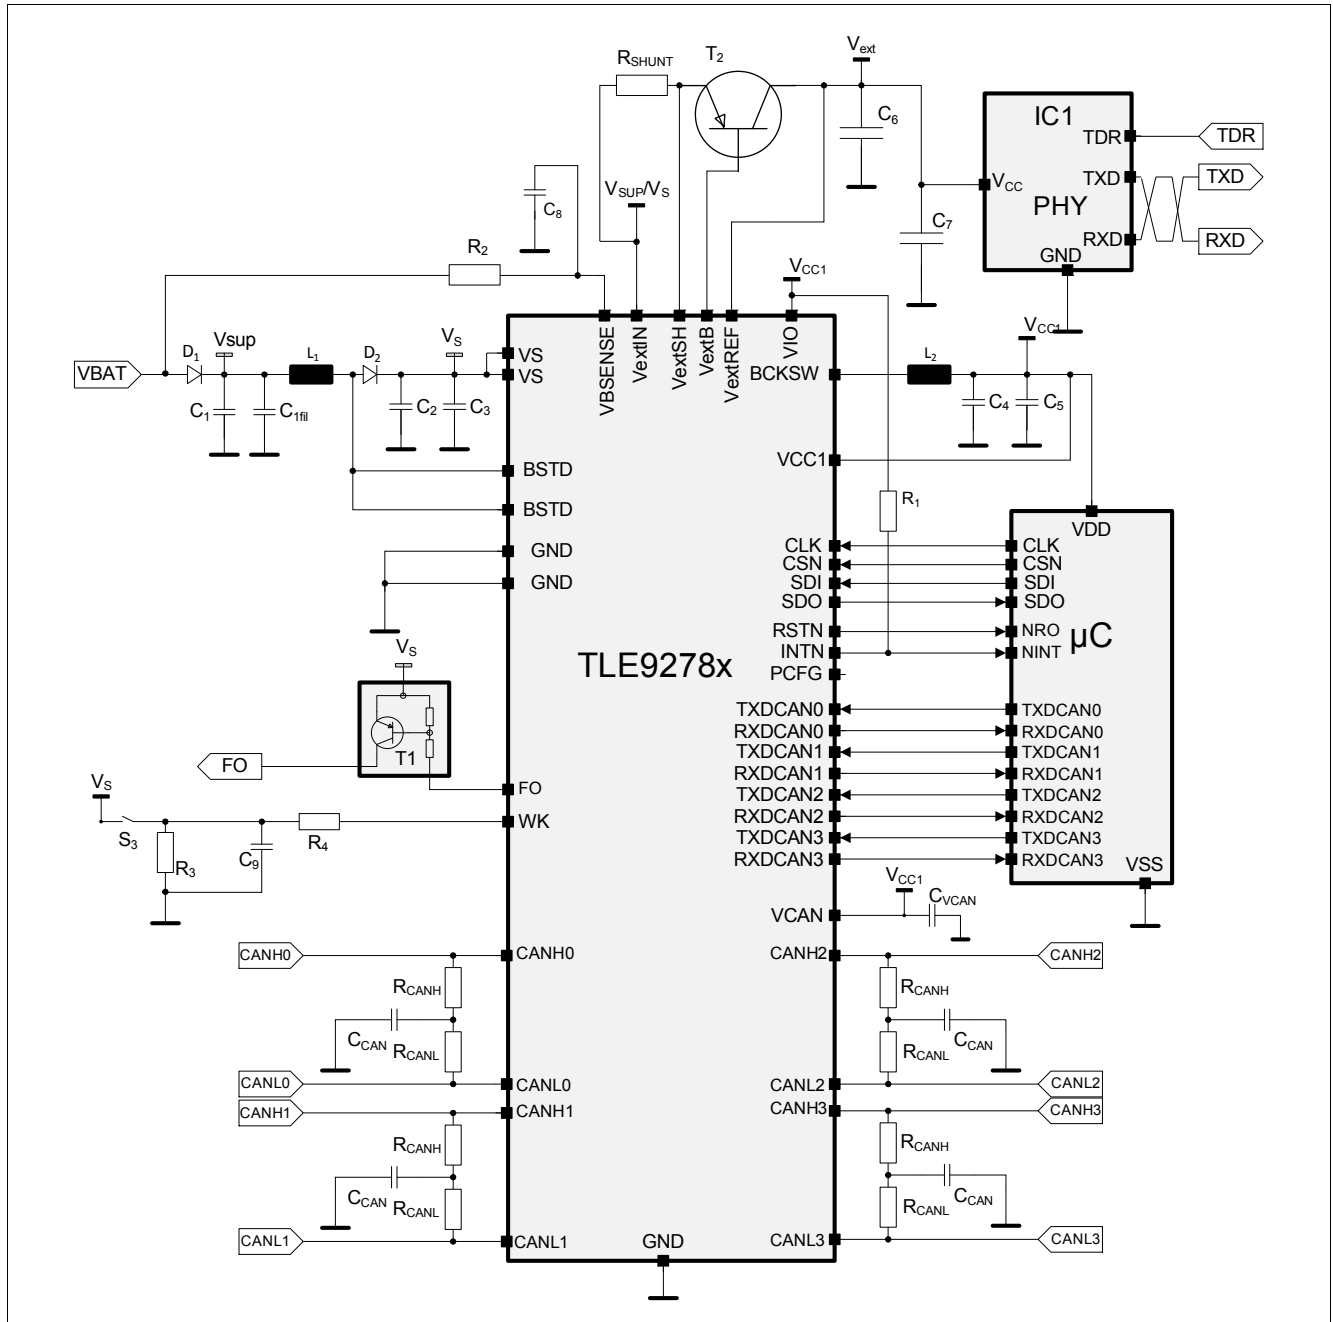 RSHUNT
T2
Vext
C6
IC1
TDR
TDR
TXD
TXD
VCC
PHY
RXD
RXD
GND
C7
VSUP/VS
C8
R2
VCC1
VBSENSE
VextIN
VextSH
VextB
VextREF
VIO
VBAT
D1
Vsup
L1
D2
VS
C1
C1fil
C2
C3
VS
VS
BSTD
BSTD
GND
GND
BCKSW
L2
VCC1
C4
C5
VCC1
R1
VDD
CLK
CLK
CSN
CSN
SDI
SDI
SDO
SDO
RSTN
NRO
INTN
NINT
PCFG
µC
TLE9278x
TXDCAN0
TXDCAN0
RXDCAN0
RXDCAN0
TXDCAN1
TXDCAN1
RXDCAN1
RXDCAN1
TXDCAN2
TXDCAN2
RXDCAN2
RXDCAN2
TXDCAN3
TXDCAN3
RXDCAN3
RXDCAN3
VSS
VS
T1
FO
FO
VS
S3
R3
C9
R4
WK
VCC1
CVCAN
VCAN
CANH0
CANH0
RCANH
CCAN
RCANL
CANL0
CANL0
CANH1
CANH1
RCANH
CCAN
RCANL
CANL1
CANL1
GND
CANH2
CANH2
RCANH
CCAN
RCANL
CANL2
CANL2
CANH3
CANH3
RCANH
CCAN
RCANL
CANL3
CANL3